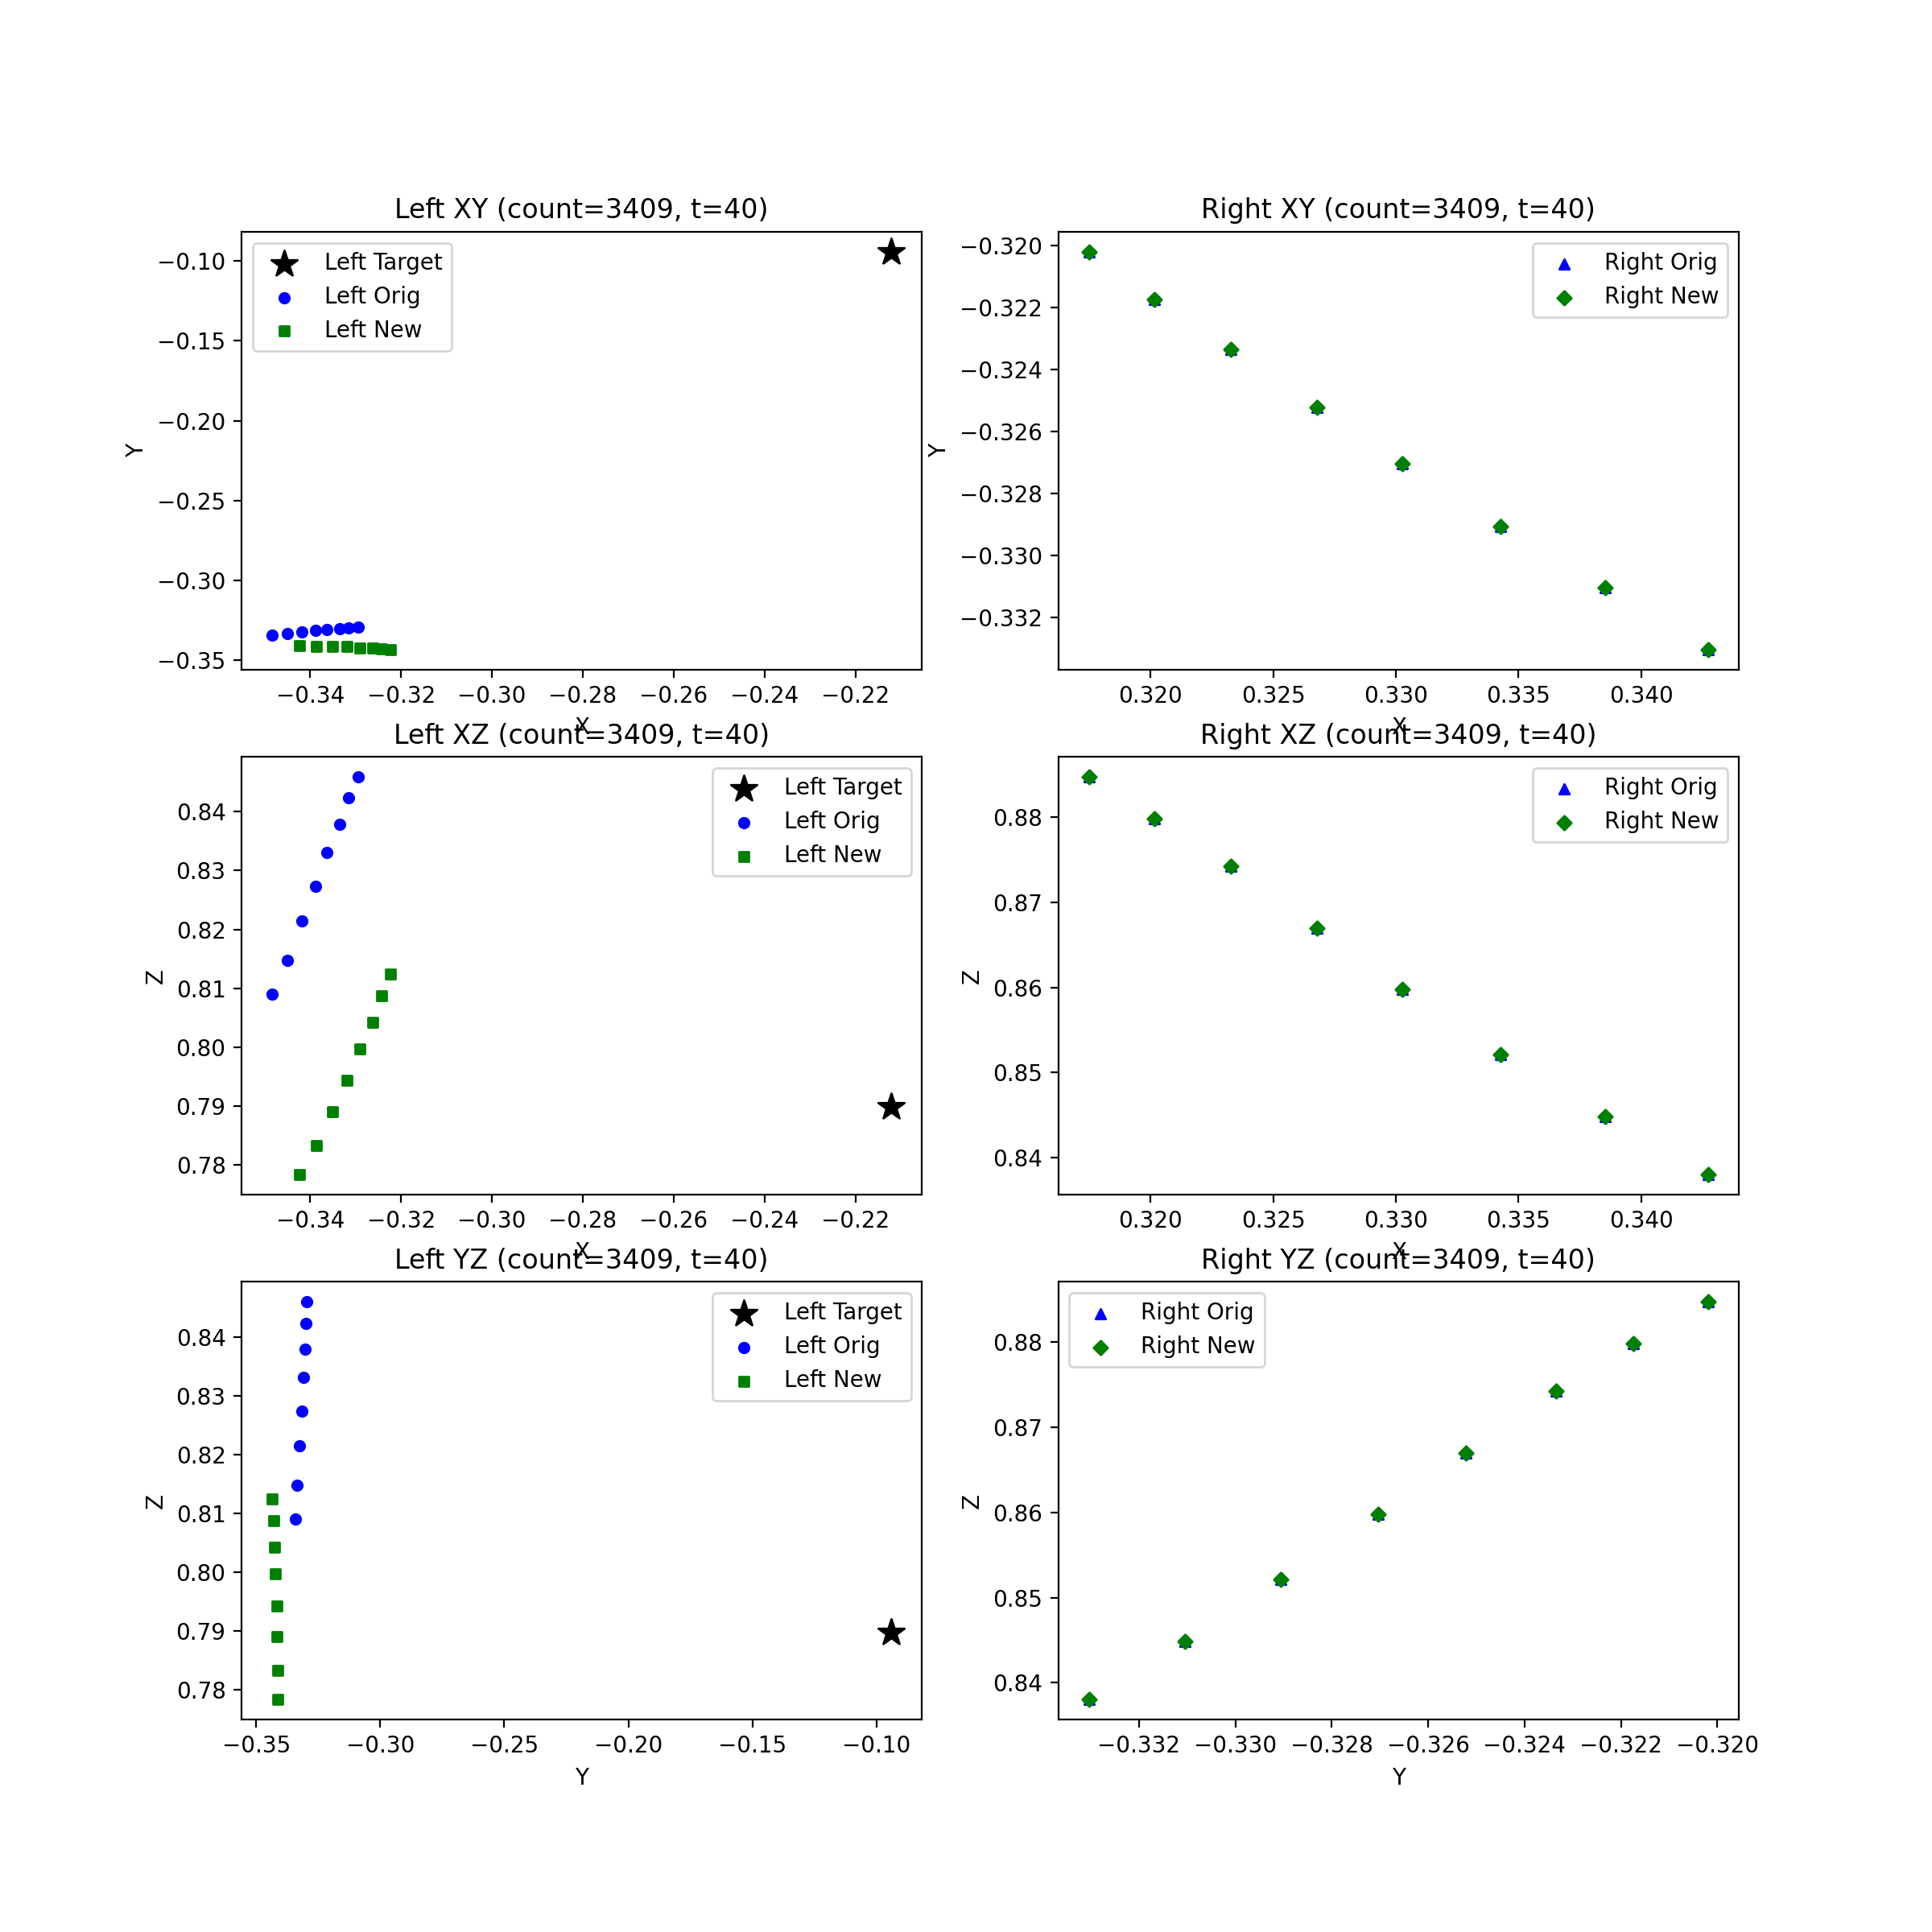 Left XY (count=3409, t=40)
Left Target
Left Orig
Left New
Y
−0.10
−0.15
−0.20
−0.25
−0.30
−0.35
−0.34 −0.32 −0.30 −0.28 −0.26 −0.24 −0.22
X
Right XY (count=3409, t=40)
Right Orig
Right New
Y
−0.320
−0.322
−0.324
−0.326
−0.328
−0.330
−0.332
0.320 0.325 0.330 0.335 0.340
X
Left XZ (count=3409, t=40)
Left Target
Left Orig
Left New
Z
0.84
0.83
0.82
0.81
0.80
0.79
0.78
−0.34 −0.32 −0.30 −0.28 −0.26 −0.24 −0.22
X
Right XZ (count=3409, t=40)
Right Orig
Right New
Z
0.88
0.87
0.86
0.85
0.84
0.320 0.325 0.330 0.335 0.340
X
Left YZ (count=3409, t=40)
Left Target
Left Orig
Left New
Z
0.84
0.83
0.82
0.81
0.80
0.79
0.78
−0.35 −0.30 −0.25 −0.20 −0.15 −0.10
Y
Right YZ (count=3409, t=40)
Right Orig
Right New
Z
0.88
0.87
0.86
0.85
0.84
−0.332 −0.330 −0.328 −0.326 −0.324 −0.322 −0.320
Y